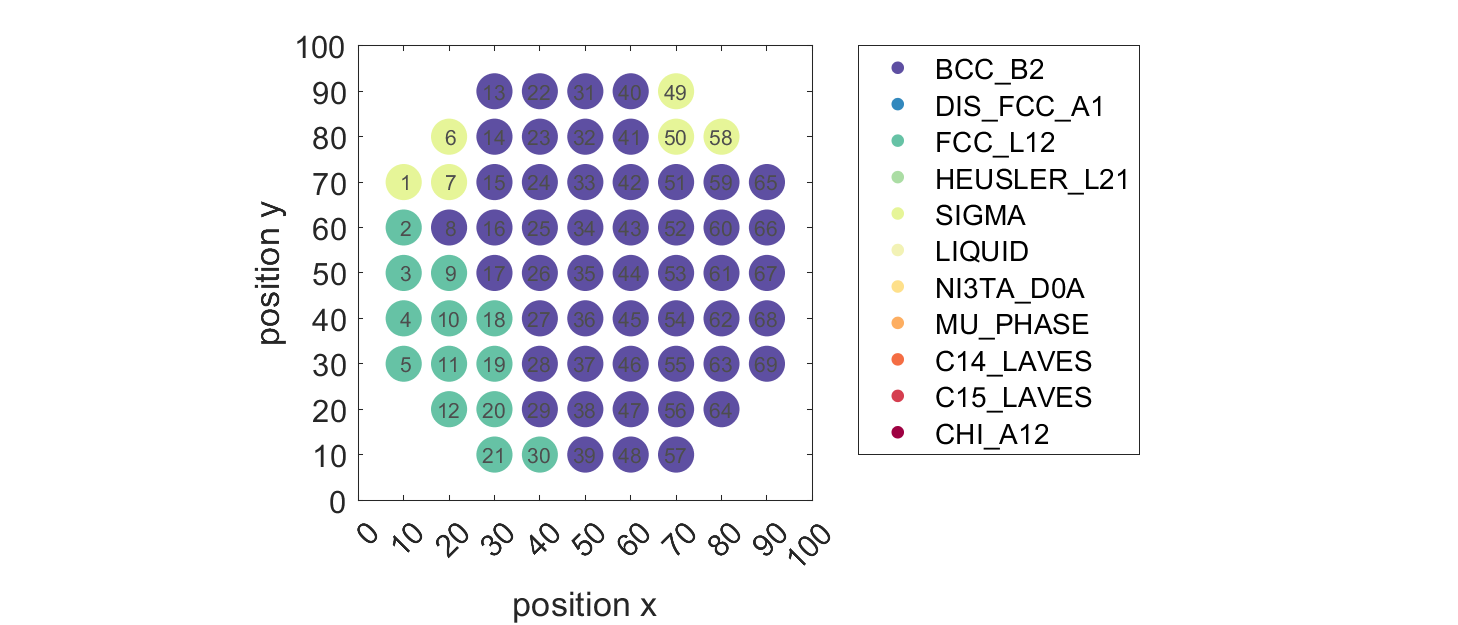 100
90
80
70
60
50
40
30
20
10
0
position y
13 22 31 40 49
6 14 23 32 41 50 58
1 7 15 24 33 42 51 59 65
2 8 16 25 34 43 52 60 66
3 9 17 26 35 44 53 61 67
4 10 18 27 36 45 54 62 68
5 11 19 28 37 46 55 63 69
12 20 29 38 47 56 64
21 30 39 48 57
0 10 20 30 40 50 60 70 80 90 100
position x
BCC_B2
DIS_FCC_A1
FCC_L12
HEUSLER_L21
SIGMA
LIQUID
NI3TA_D0A
MU_PHASE
C14_LAVES
C15_LAVES
CHI_A12